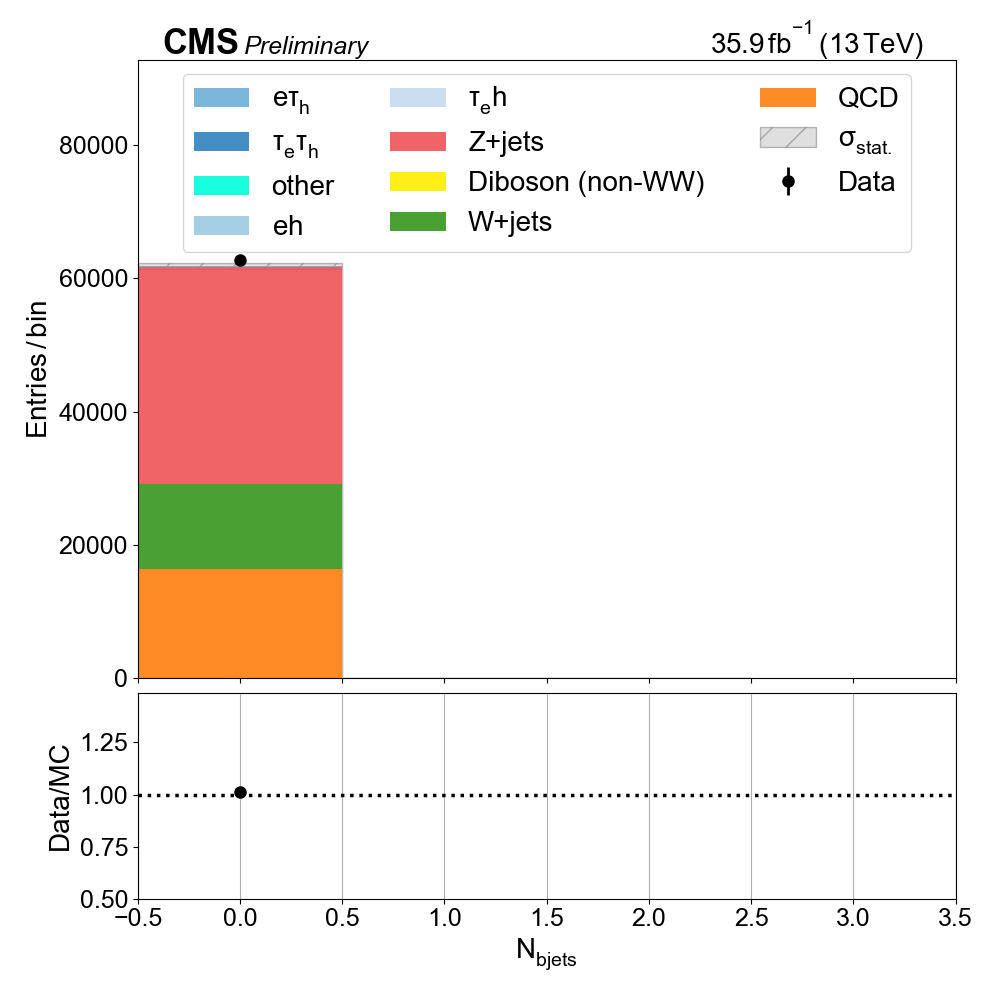 CMS Preliminary 35.9 fb⁻¹ (13 TeV)
eτh τeh QCD
τeτh Z+jets σstat.
other Diboson (non-WW) Data
eh W+jets
Entries / bin
80000
60000
40000
20000
0
Data/MC
1.25
1.00
0.75
0.50
−0.5 0.0 0.5 1.0 1.5 2.0 2.5 3.0 3.5
Nbjets